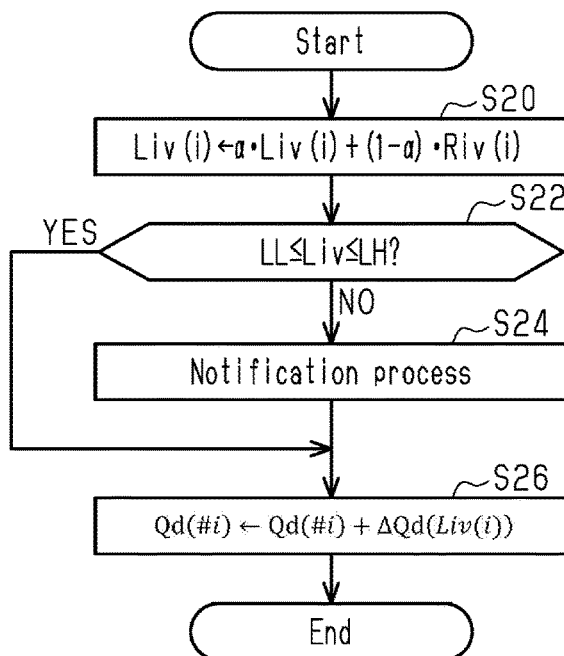 Start
S20
Liv(i)←α•Liv(i)+(1-α)•Riv(i)
S22
YES
LL≤Liv≤LH?
NO
S24
Notification process
S26
Qd(#i) ← Qd(#i) + ΔQd(Liv(i))
End